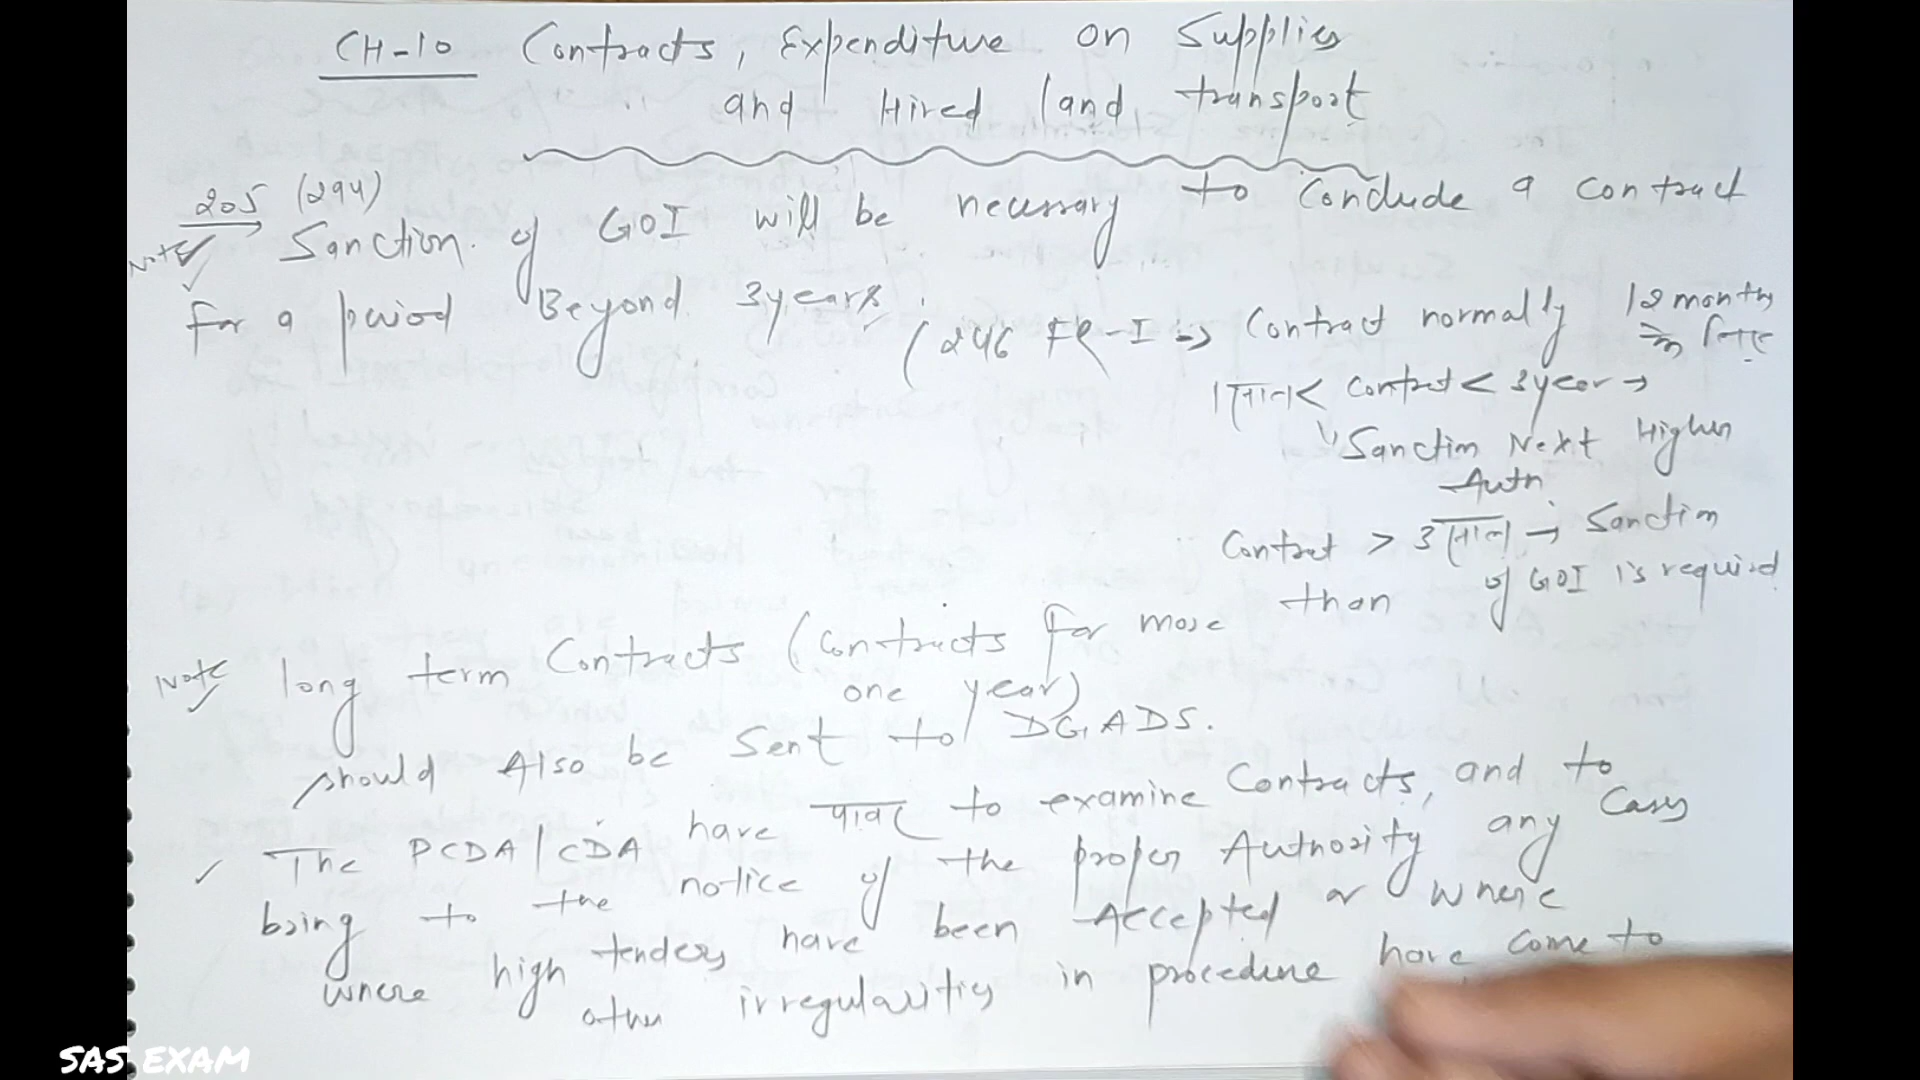 CH-10 Contracts, Expenditure on Supplies
and Hired land transport
205 (294)
Note Sanction of GOI will be necessary to Conclude a contract
for a period Beyond 3 years.
(246 FR-I → Contract normally 12 months
के लिए
1 साल < contract < 3 year →
Sanction Next Higher
Auth.
Contract > 3 साल → Sanction
of GOI is required
Note long term Contracts (Contracts for more than
one year)
should Also be Sent to DGADS.
The PCDA/CDA have पावर to examine Contracts, and to
bring to the notice of the proper Authority any Cases
where high tenders have been Accepted or where
other irregularities in procedure have come to
SAS EXAM